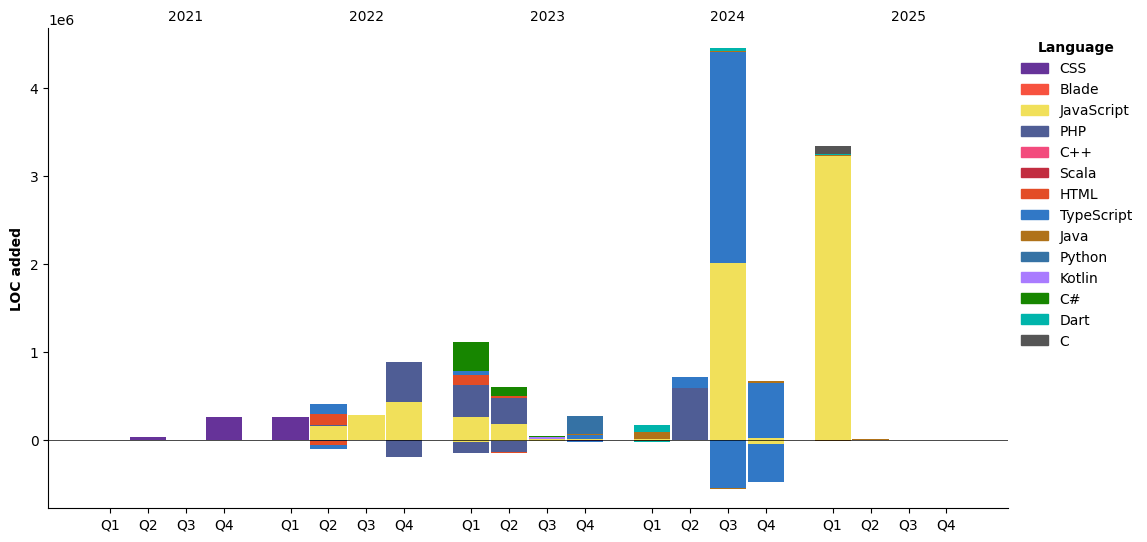 2021 2022 2023 2024 2025
1e6
Language
CSS
Blade
JavaScript
PHP
C++
Scala
HTML
TypeScript
Java
Python
Kotlin
C#
Dart
C
LOC added
4
3
2
1
0
Q1 Q2 Q3 Q4 Q1 Q2 Q3 Q4 Q1 Q2 Q3 Q4 Q1 Q2 Q3 Q4 Q1 Q2 Q3 Q4